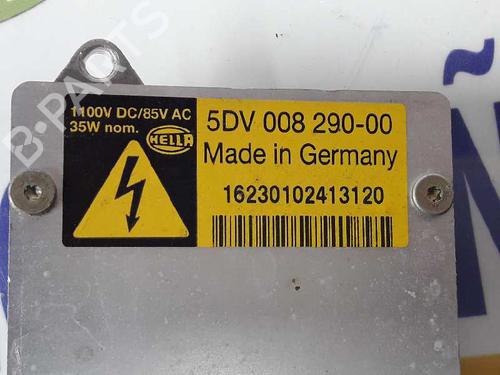 1100V DC/85V AC
35W nom.
HELLA
5DV 008 290-00
Made in Germany
16230102413120
B-PARTS